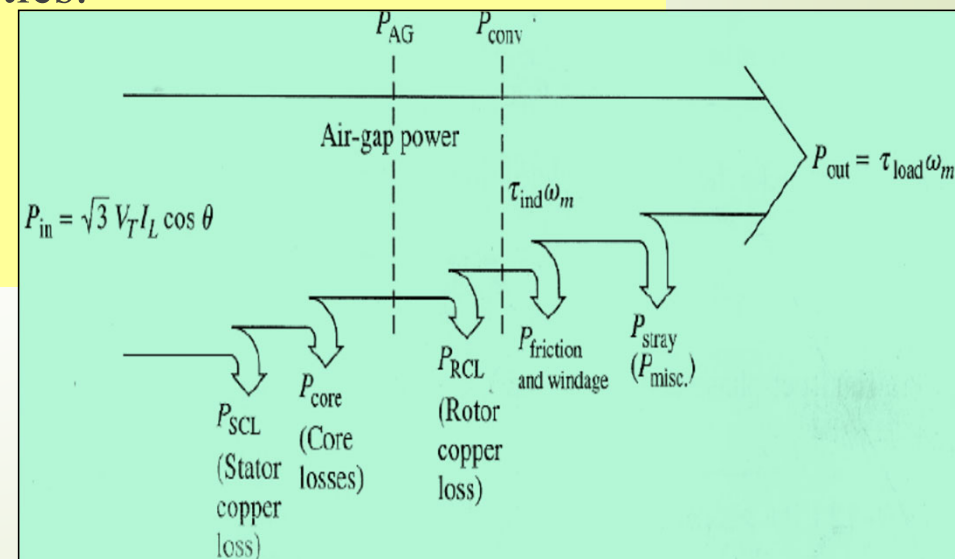 P_AG P_conv
Air-gap power
P_out = τ_load ω_m
τ_ind ω_m
P_in = √3 V_T I_L cos θ
P_SCL
(Stator
copper
loss)
P_core
(Core
losses)
P_RCL
(Rotor
copper
loss)
P_friction
and windage
P_stray
(P_misc.)